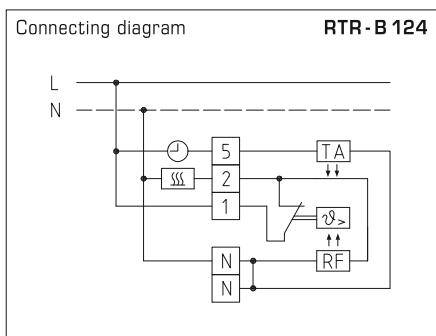 Connecting diagram RTR-B 124
L
N
5 TA
2
1 ϑ>
N RF
N